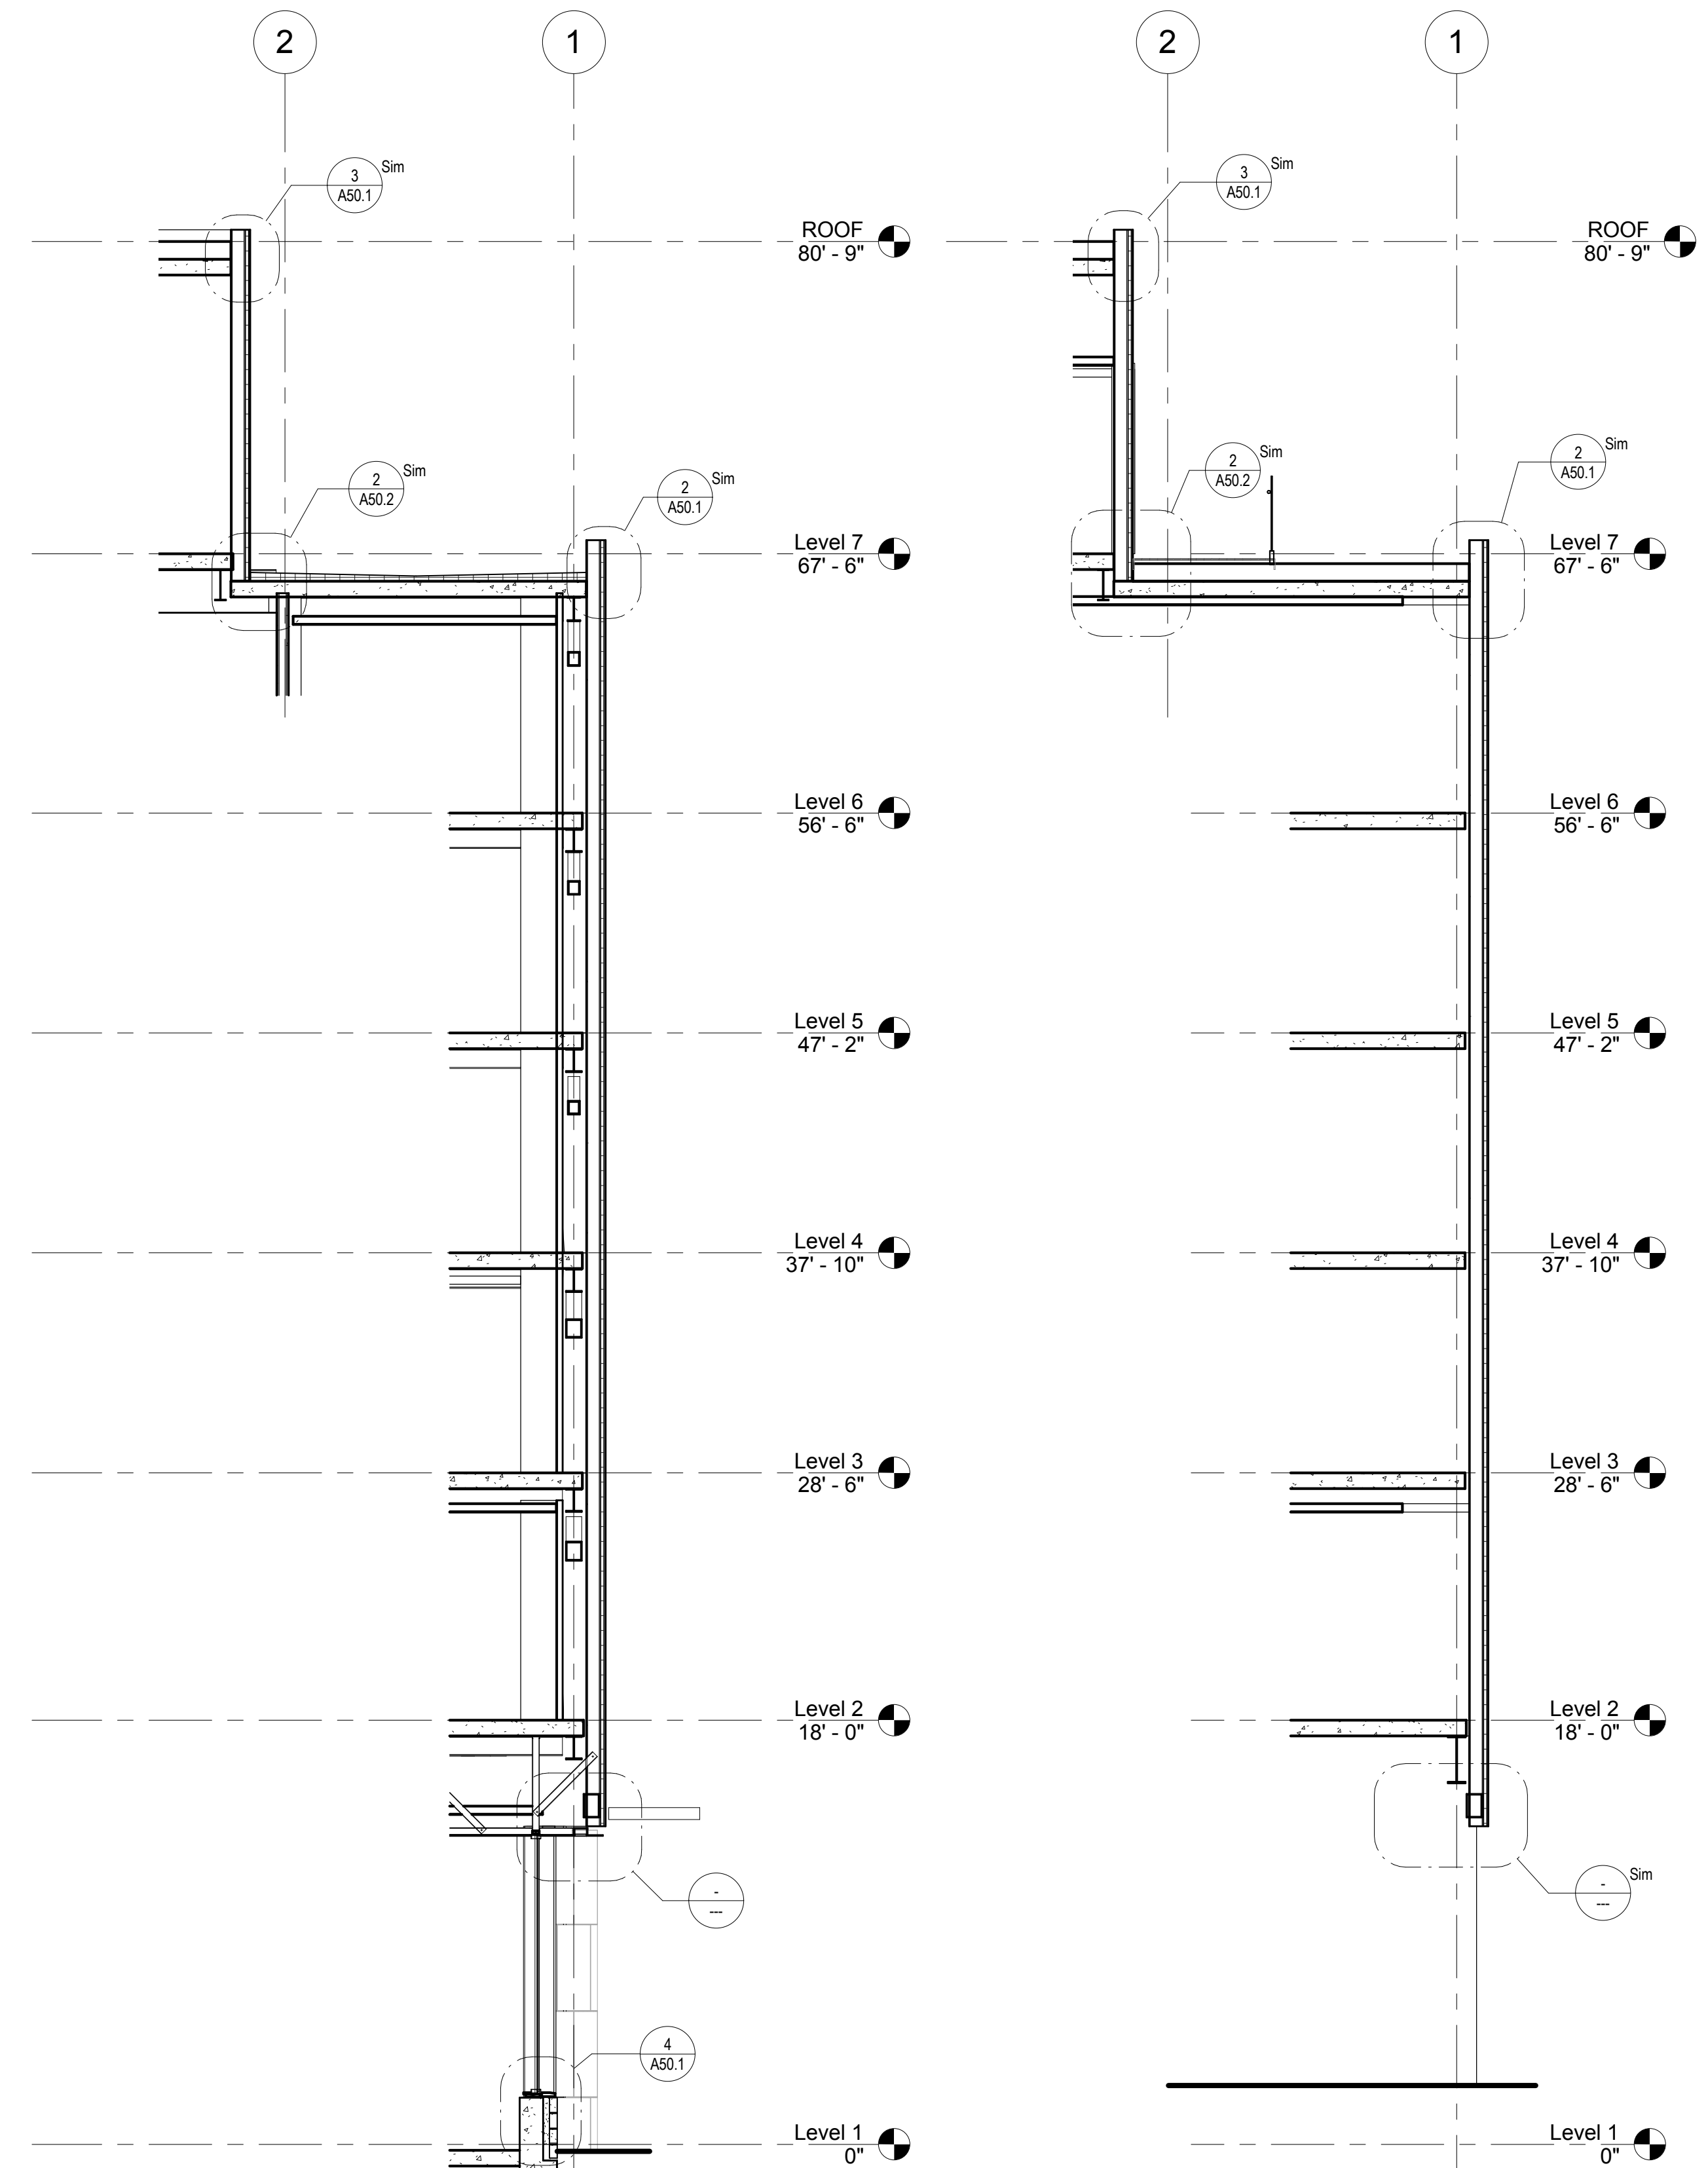 2
1
2
1
3
A50.1
Sim
3
A50.1
Sim
ROOF
80' - 9"
ROOF
80' - 9"
2
A50.2
Sim
2
A50.1
Sim
2
A50.2
Sim
2
A50.1
Sim
Level 7
67' - 6"
Level 7
67' - 6"
Level 6
56' - 6"
Level 6
56' - 6"
Level 5
47' - 2"
Level 5
47' - 2"
Level 4
37' - 10"
Level 4
37' - 10"
Level 3
28' - 6"
Level 3
28' - 6"
Level 2
18' - 0"
Level 2
18' - 0"
-
---
-
---
Sim
4
A50.1
Level 1
0"
Level 1
0"